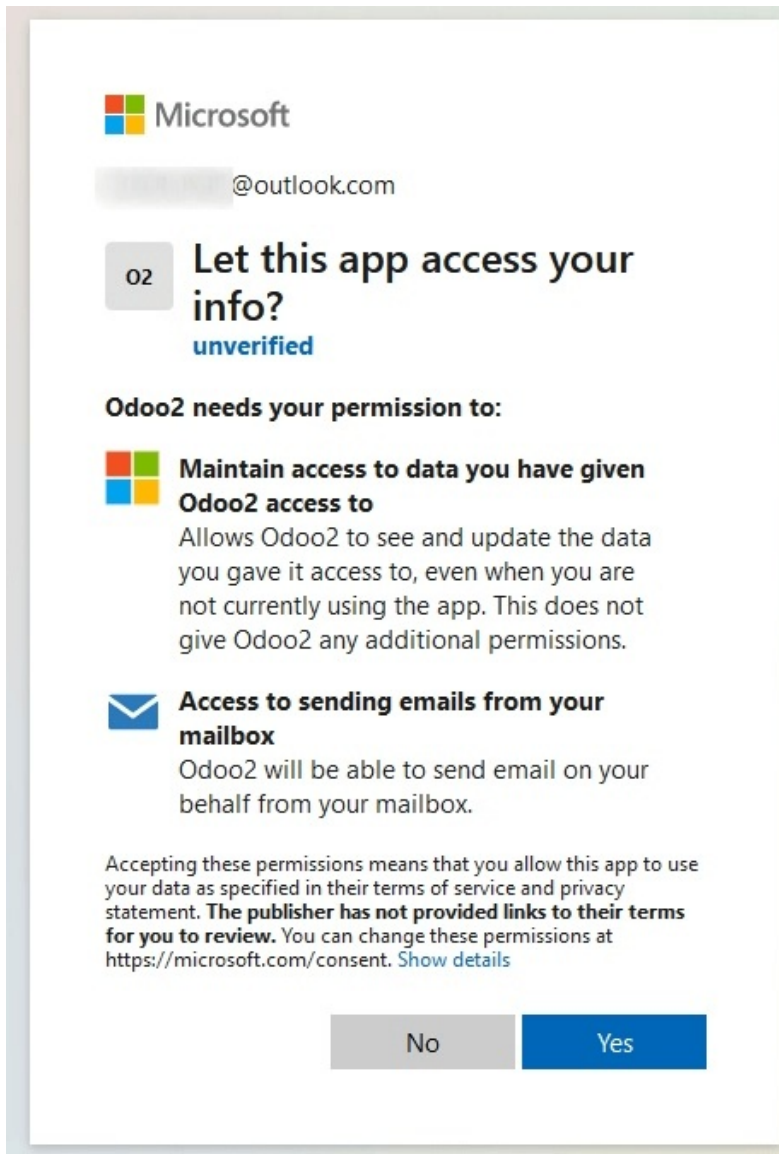 Microsoft
@outlook.com
O2
Let this app access your
info?
unverified
Odoo2 needs your permission to:
Maintain access to data you have given
Odoo2 access to
Allows Odoo2 to see and update the data
you gave it access to, even when you are
not currently using the app. This does not
give Odoo2 any additional permissions.
Access to sending emails from your
mailbox
Odoo2 will be able to send email on your
behalf from your mailbox.
Accepting these permissions means that you allow this app to use
your data as specified in their terms of service and privacy
statement. The publisher has not provided links to their terms
for you to review. You can change these permissions at
https://microsoft.com/consent. Show details
No
Yes